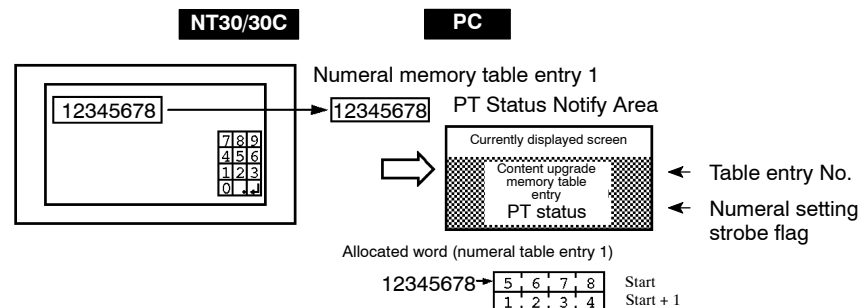 NT30/30C
PC
Numeral memory table entry 1
12345678
12345678
PT Status Notify Area
7 8 9
4 5 6
1 2 3
0 . ↲
Currently displayed screen
Content upgrade
memory table
entry
PT status
Table entry No.
Numeral setting
strobe flag
Allocated word (numeral table entry 1)
12345678
5 6 7 8 Start
1 2 3 4 Start + 1